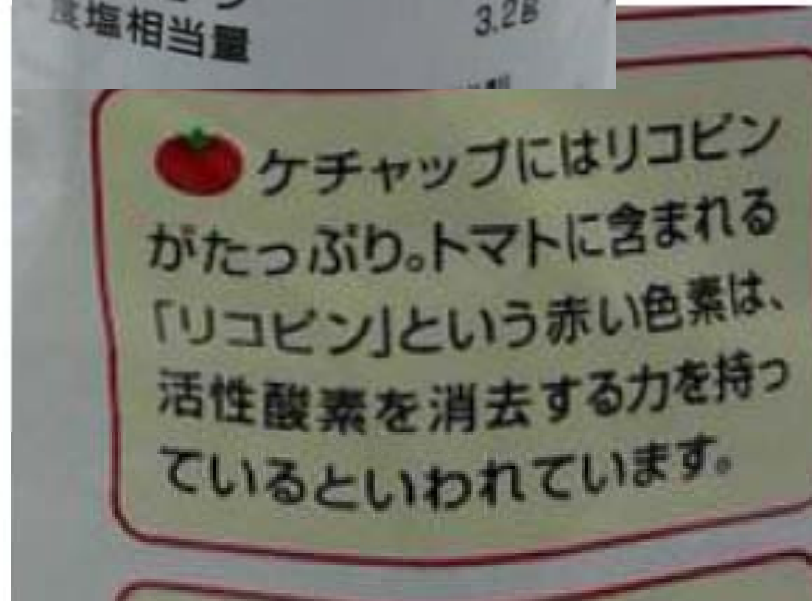 塩相当量 3.2g
ケチャップにはリコピン
がたっぷり。トマトに含まれる
「リコピン」という赤い色素は、
活性酸素を消去する力を持っ
ているといわれています。